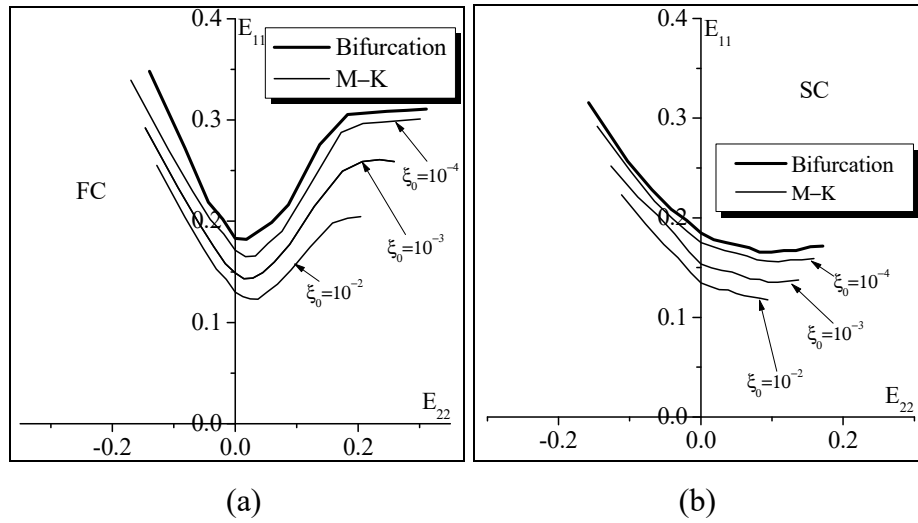 0.4
E11
Bifurcation
M–K
0.3
FC
ξ0=10-4
0.2
ξ0=10-3
ξ0=10-2
0.1
0.0
E22
-0.2
0.0
0.2
(a)
0.4
E11
SC
0.3
Bifurcation
M–K
0.2
ξ0=10-4
ξ0=10-3
0.1
ξ0=10-2
0.0
E22
-0.2
0.0
0.2
(b)